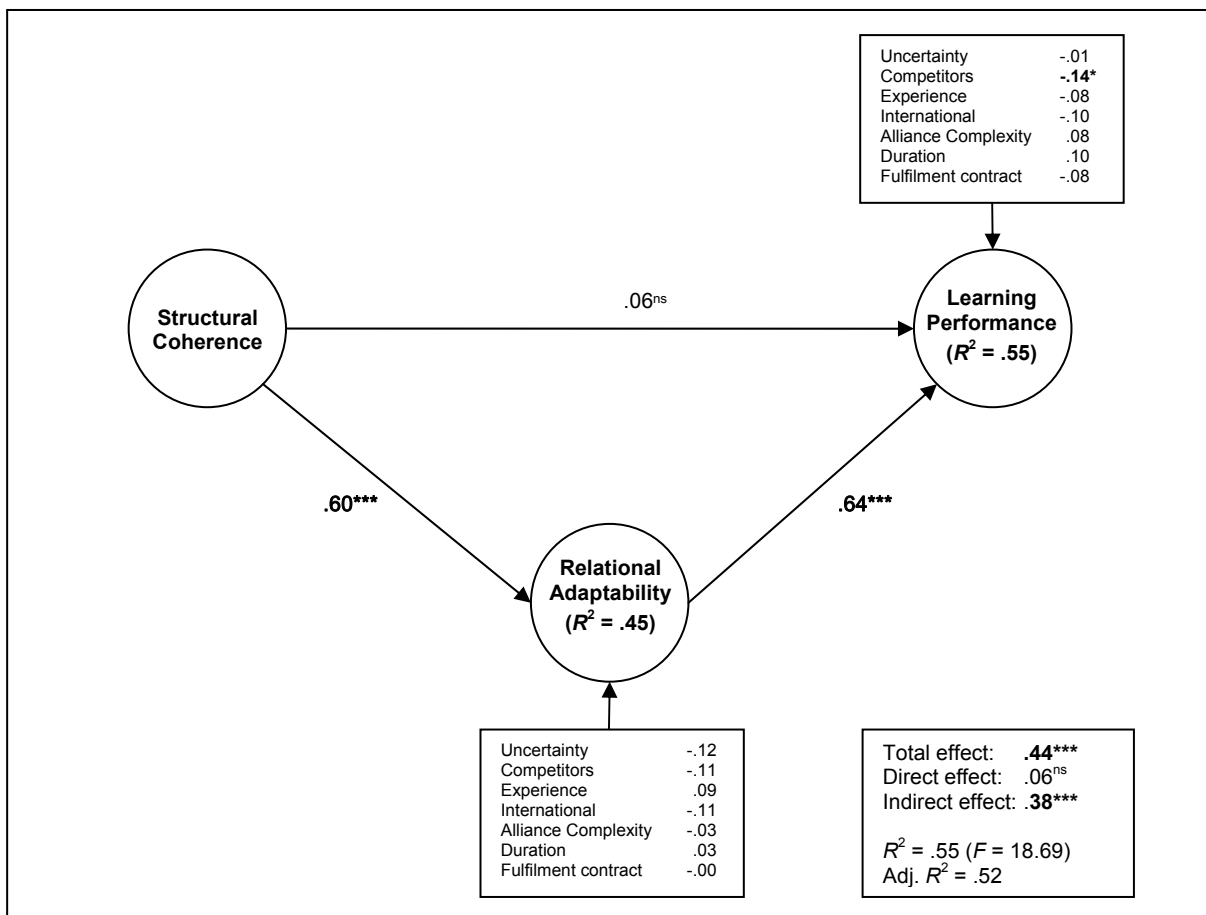 Uncertainty -.01
Competitors -.14*
Experience -.08
International -.10
Alliance Complexity .08
Duration .10
Fulfilment contract -.08
Structural
Coherence
.06ns
Learning
Performance
(R2 = .55)
.60***
.64***
Relational
Adaptability
(R2 = .45)
Uncertainty -.12
Competitors -.11
Experience .09
International -.11
Alliance Complexity -.03
Duration .03
Fulfilment contract -.00
Total effect: .44***
Direct effect: .06ns
Indirect effect: .38***
R2 = .55 (F = 18.69)
Adj. R2 = .52